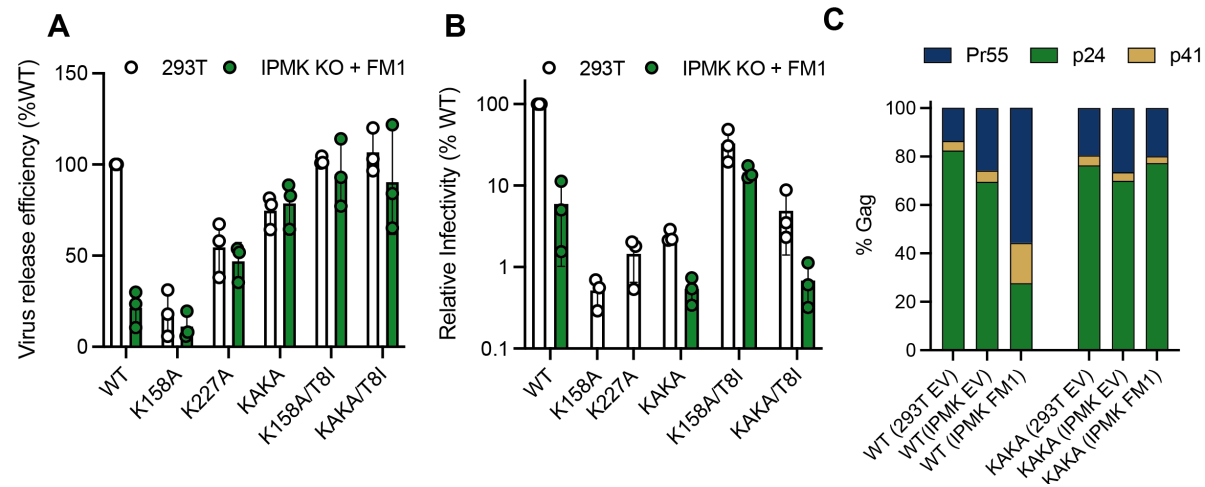 A
293T IPMK KO + FM1
Virus release efficiency (%WT)
150
100
50
0
WT
K158A
K227A
KAKA
K158A/T8I
KAKA/T8I
B
293T IPMK KO + FM1
Relative Infectivity (% WT)
100
10
1
0.1
WT
K158A
K227A
KAKA
K158A/T8I
KAKA/T8I
C
Pr55 p24 p41
% Gag
100
80
60
40
20
0
WT (293T EV)
WT(IPMK EV)
WT (IPMK FM1)
KAKA (293T EV)
KAKA (IPMK EV)
KAKA (IPMK FM1)